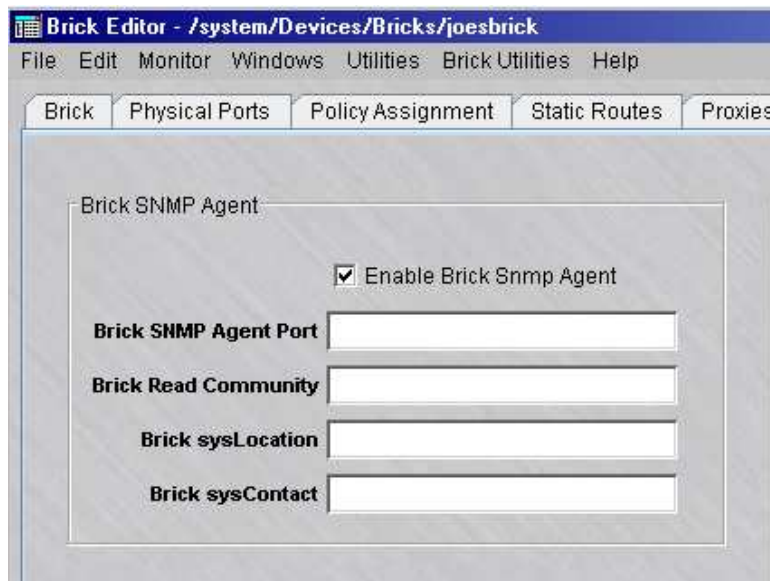 Brick Editor - /system/Devices/Bricks/joesbrick
File Edit Monitor Windows Utilities Brick Utilities Help
Brick Physical Ports Policy Assignment Static Routes Proxies
Brick SNMP Agent
Enable Brick Snmp Agent
Brick SNMP Agent Port
Brick Read Community
Brick sysLocation
Brick sysContact